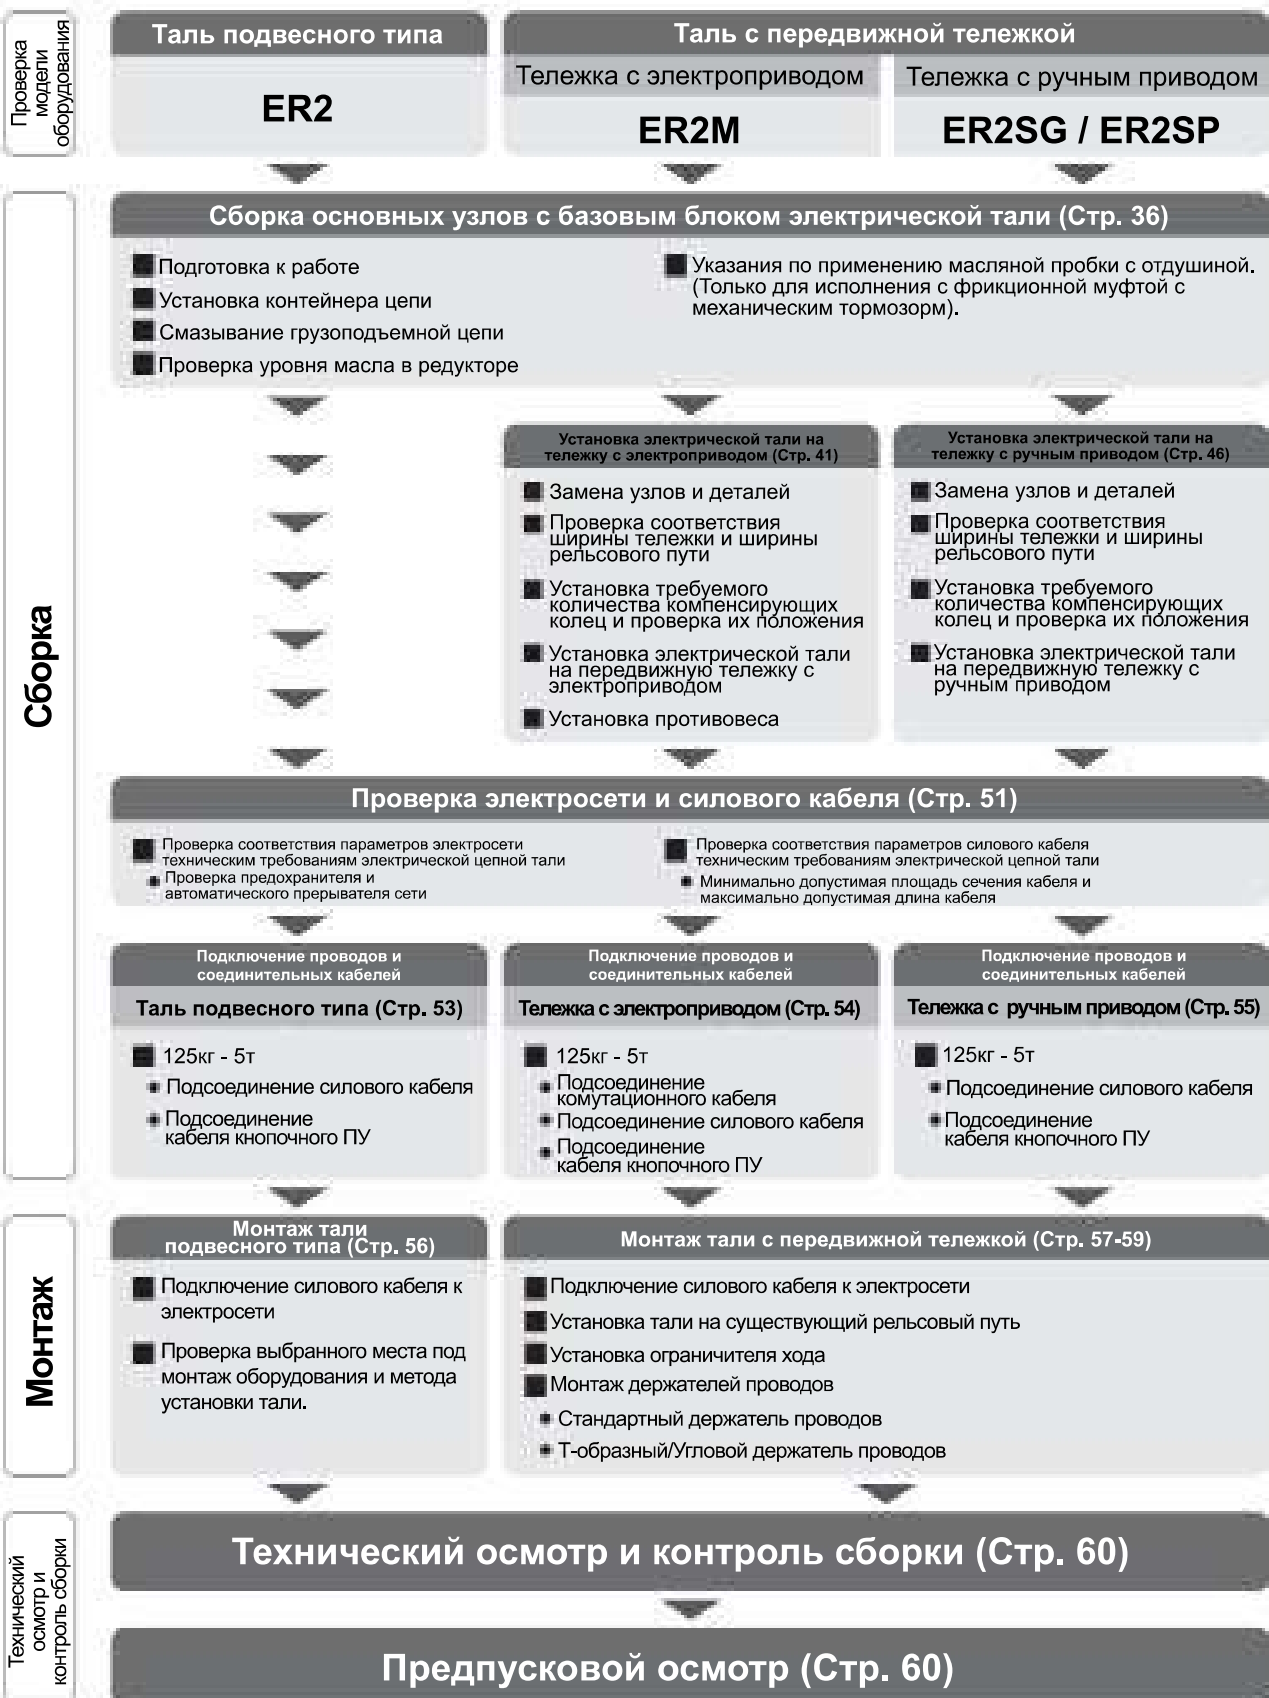 Проверка
модели
оборудования
Таль подвесного типа
ER2
Таль с передвижной тележкой
Тележка с электроприводом
ER2M
Тележка с ручным приводом
ER2SG / ER2SP
Сборка
Сборка основных узлов с базовым блоком электрической тали (Стр. 36)
Подготовка к работе
Установка контейнера цепи
Смазывание грузоподъемной цепи
Проверка уровня масла в редукторе
Указания по применению масляной пробки с отдушиной.
(Только для исполнения с фрикционной муфтой с
механическим тормозорм).
Установка электрической тали на
тележку с электроприводом (Стр. 41)
Замена узлов и деталей
Проверка соответствия
ширины тележки и ширины
рельсового пути
Установка требуемого
количества компенсирующих
колец и проверка их положения
Установка электрической тали
на передвижную тележку с
электроприводом
Установка противовеса
Установка электрической тали на
тележку с ручным приводом (Стр. 46)
Замена узлов и деталей
Проверка соответствия
ширины тележки и ширины
рельсового пути
Установка требуемого
количества компенсирующих
колец и проверка их положения
Установка электрической тали
на передвижную тележку с
ручным приводом
Проверка электросети и силового кабеля (Стр. 51)
Проверка соответствия параметров электросети
техническим требованиям электрической цепной тали
Проверка предохранителя и
автоматического прерывателя сети
Проверка соответствия параметров силового кабеля
техническим требованиям электрической цепной тали
Минимально допустимая площадь сечения кабеля и
максимально допустимая длина кабеля
Подключение проводов и
соединительных кабелей
Таль подвесного типа (Стр. 53)
125кг - 5т
Подсоединение силового кабеля
Подсоединение
кабеля кнопочного ПУ
Подключение проводов и
соединительных кабелей
Тележка с электроприводом (Стр. 54)
125кг - 5т
Подсоединение
комутационного кабеля
Подсоединение силового кабеля
Подсоединение
кабеля кнопочного ПУ
Подключение проводов и
соединительных кабелей
Тележка с ручным приводом (Стр. 55)
125кг - 5т
Подсоединение силового кабеля
Подсоединение
кабеля кнопочного ПУ
Монтаж
Монтаж тали
подвесного типа (Стр. 56)
Подключение силового кабеля к
электросети
Проверка выбранного места под
монтаж оборудования и метода
установки тали.
Монтаж тали с передвижной тележкой (Стр. 57-59)
Подключение силового кабеля к электросети
Установка тали на существующий рельсовый путь
Установка ограничителя хода
Монтаж держателей проводов
Стандартный держатель проводов
Т-образный/Угловой держатель проводов
Технический
осмотр и
контроль сборки
Технический осмотр и контроль сборки (Стр. 60)
Предпусковой осмотр (Стр. 60)